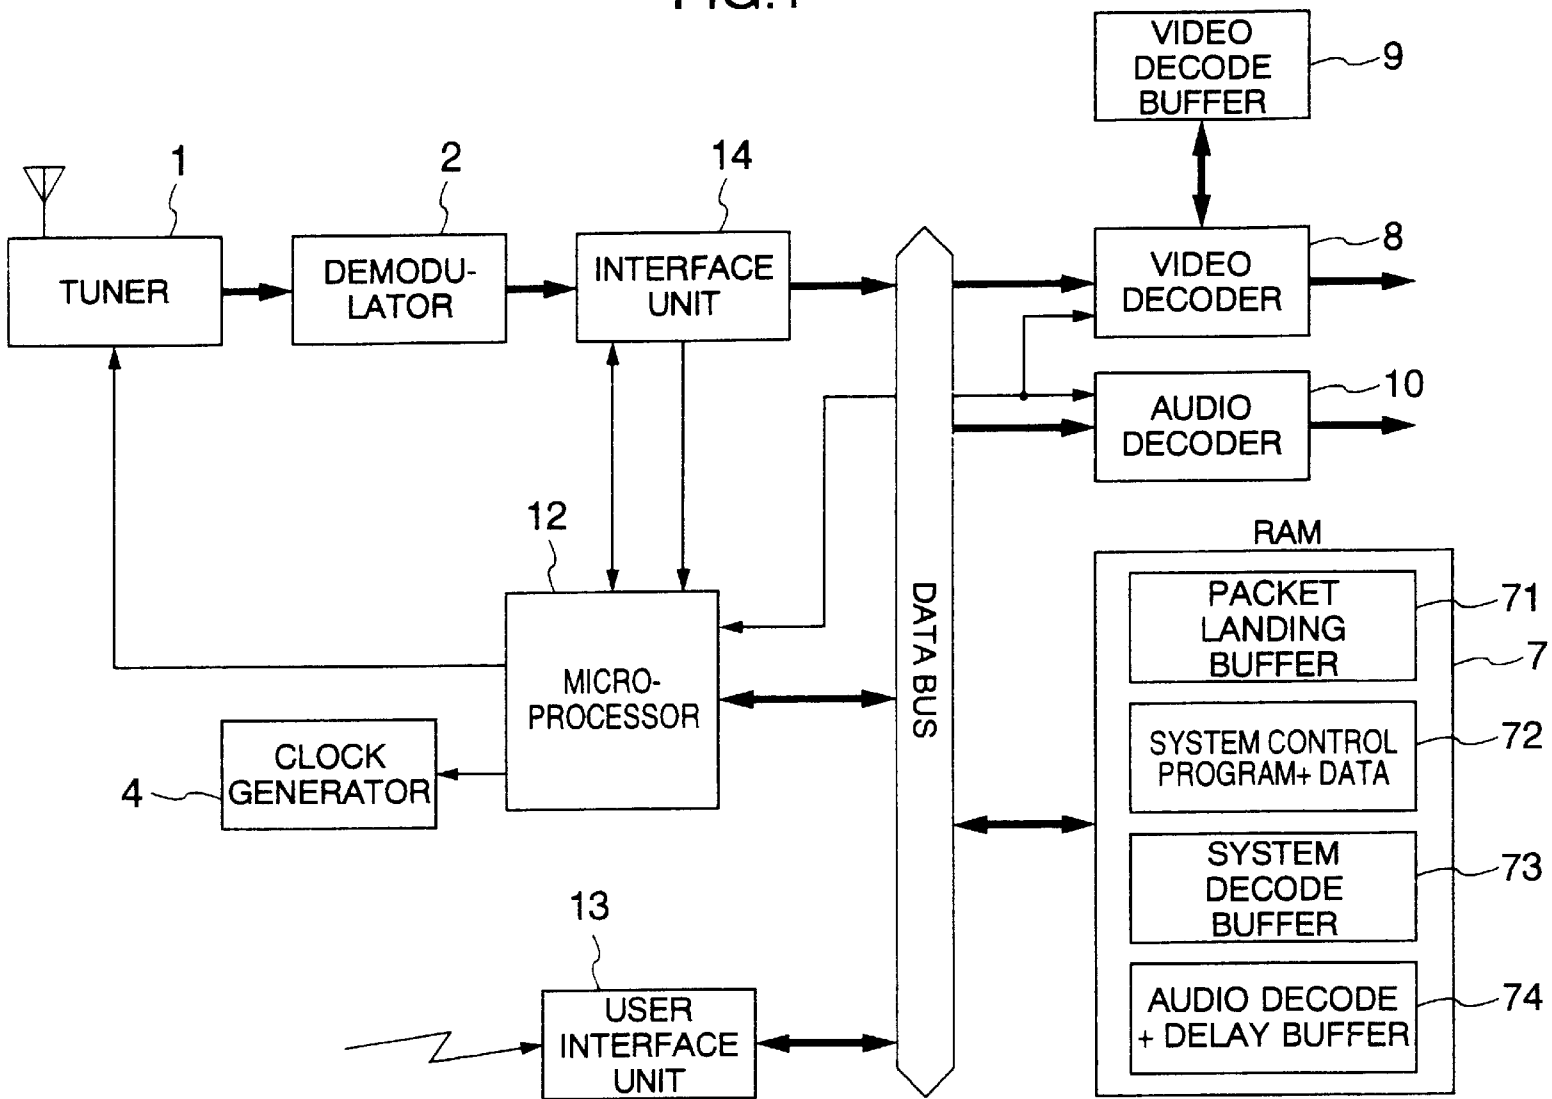 FIG.1
VIDEO
DECODE
BUFFER
9
1
2
14
TUNER
DEMODU-
LATOR
INTERFACE
UNIT
VIDEO
DECODER
8
AUDIO
DECODER
10
12
MICRO-
PROCESSOR
CLOCK
GENERATOR
4
DATA BUS
RAM
PACKET
LANDING
BUFFER
71
7
SYSTEM CONTROL
PROGRAM+ DATA
72
SYSTEM
DECODE
BUFFER
73
AUDIO DECODE
+ DELAY BUFFER
74
13
USER
INTERFACE
UNIT